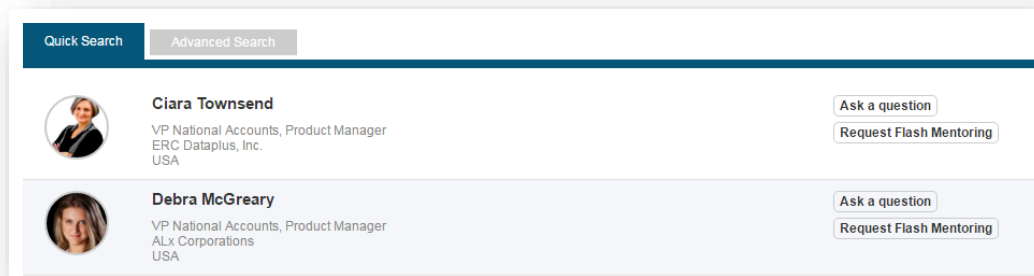 Quick Search
Advanced Search
Ciara Townsend
VP National Accounts, Product Manager
ERC Dataplus, Inc.
USA
Ask a question
Request Flash Mentoring
Debra McGreary
VP National Accounts, Product Manager
ALx Corporations
USA
Ask a question
Request Flash Mentoring